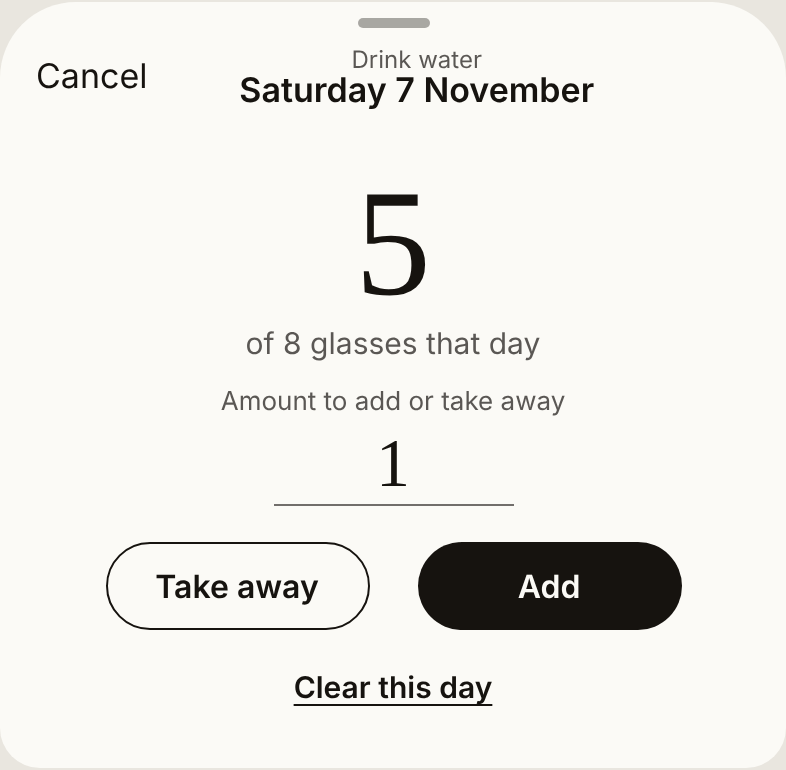 Cancel
Drink water
Saturday 7 November
5
of 8 glasses that day
Amount to add or take away
1
Take away
Add
Clear this day